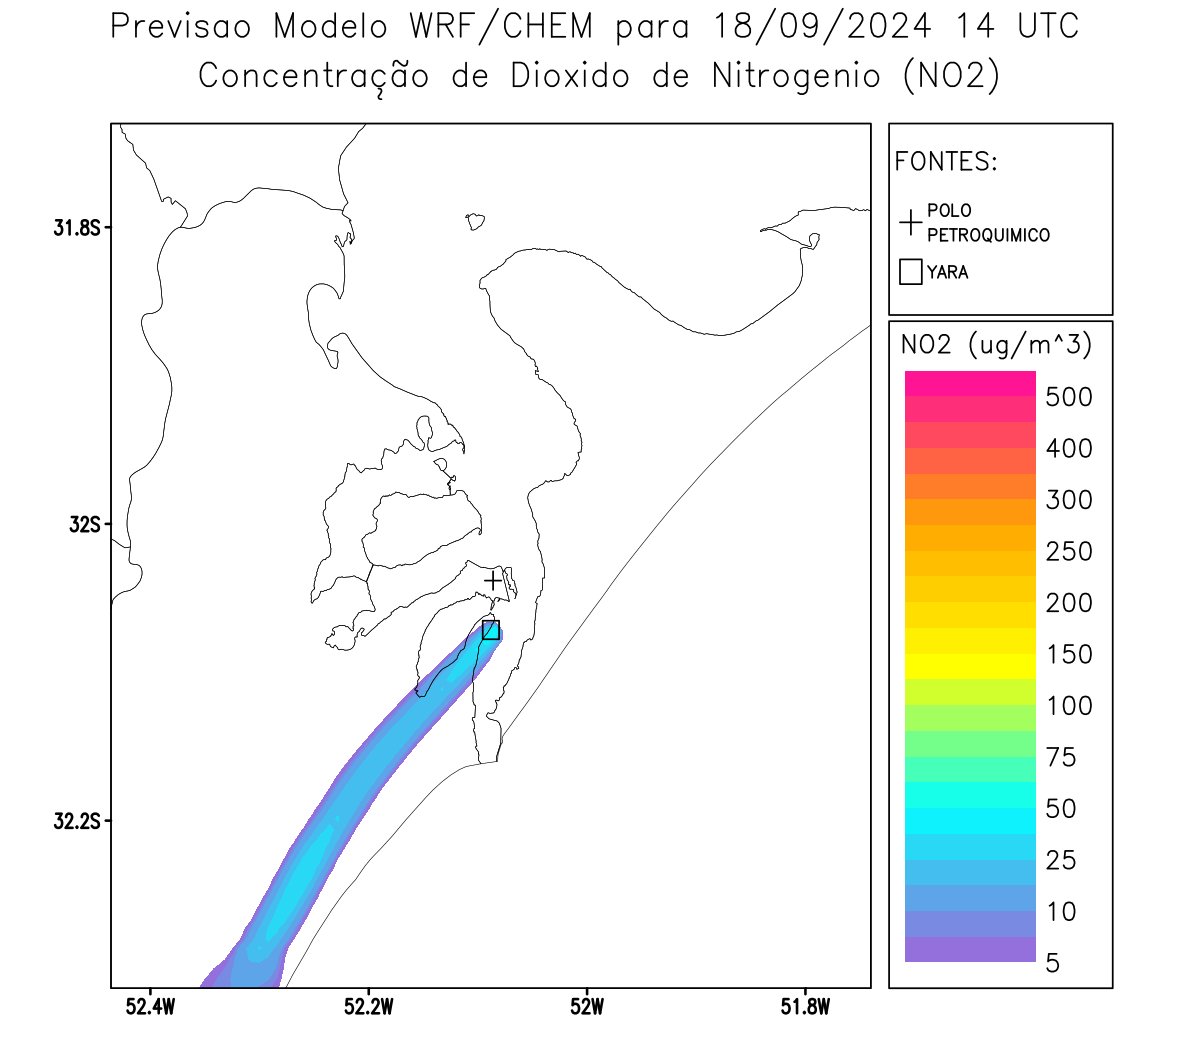 Previsao Modelo WRF/CHEM para 18/09/2024 14 UTC
Concentração de Dioxido de Nitrogenio (NO2)
FONTES:
POLO
PETROQUIMICO
YARA
NO2 (ug/m^3)
500
400
300
250
200
150
100
75
50
25
10
5
31.8S
32S
32.2S
52.4W
52.2W
52W
51.8W